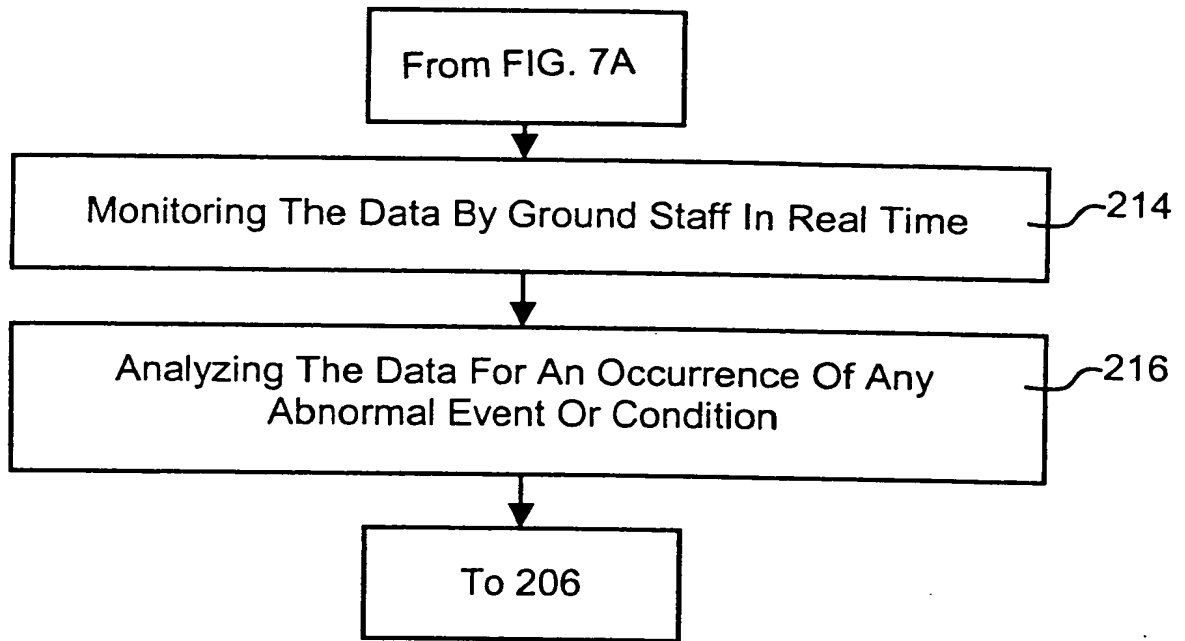 From FIG. 7A
Monitoring The Data By Ground Staff In Real Time
214
Analyzing The Data For An Occurrence Of Any
Abnormal Event Or Condition
216
To 206